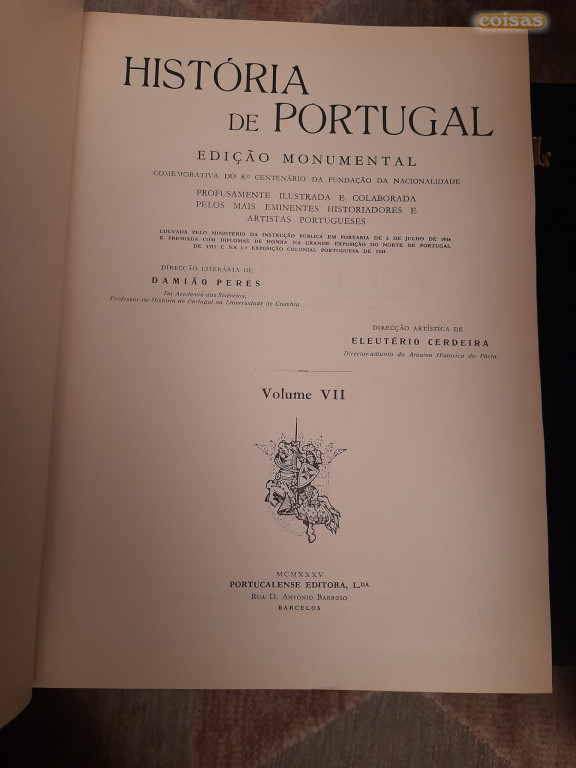 coisas
HISTÓRIA
DE PORTUGAL
EDIÇÃO MONUMENTAL
COMEMORATIVA DO 8.º CENTENÁRIO DA FUNDAÇÃO DA NACIONALIDADE
PROFUSAMENTE ILUSTRADA E COLABORADA
PELOS MAIS EMINENTES HISTORIADORES E
ARTISTAS PORTUGUESES
LOUVADA PELO MINISTÉRIO DA INSTRUÇÃO PÚBLICA EM PORTARIA DE 5 DE JULHO DE
E PREMIADA COM DIPLOMAS DE HONRA NA GRANDE EXPOSIÇÃO DO NORTE DE PORTUGAL
DE 1933 E NA 1.ª EXPOSIÇÃO COLONIAL PORTUGUESA DE 1934
DIRECÇÃO LITERÁRIA DE
DAMIÃO PERES
Da Academia das Sciências,
Professor de História de Portugal na Universidade de Coimbra
DIRECÇÃO ARTÍSTICA DE
ELEUTÉRIO CERDEIRA
Director-adjunto do Arquivo Histórico do Pôrto
Volume VII
MCMXXXV
PORTUCALENSE EDITORA, L.DA
RUA D. ANTÓNIO BARROSO
BARCELOS